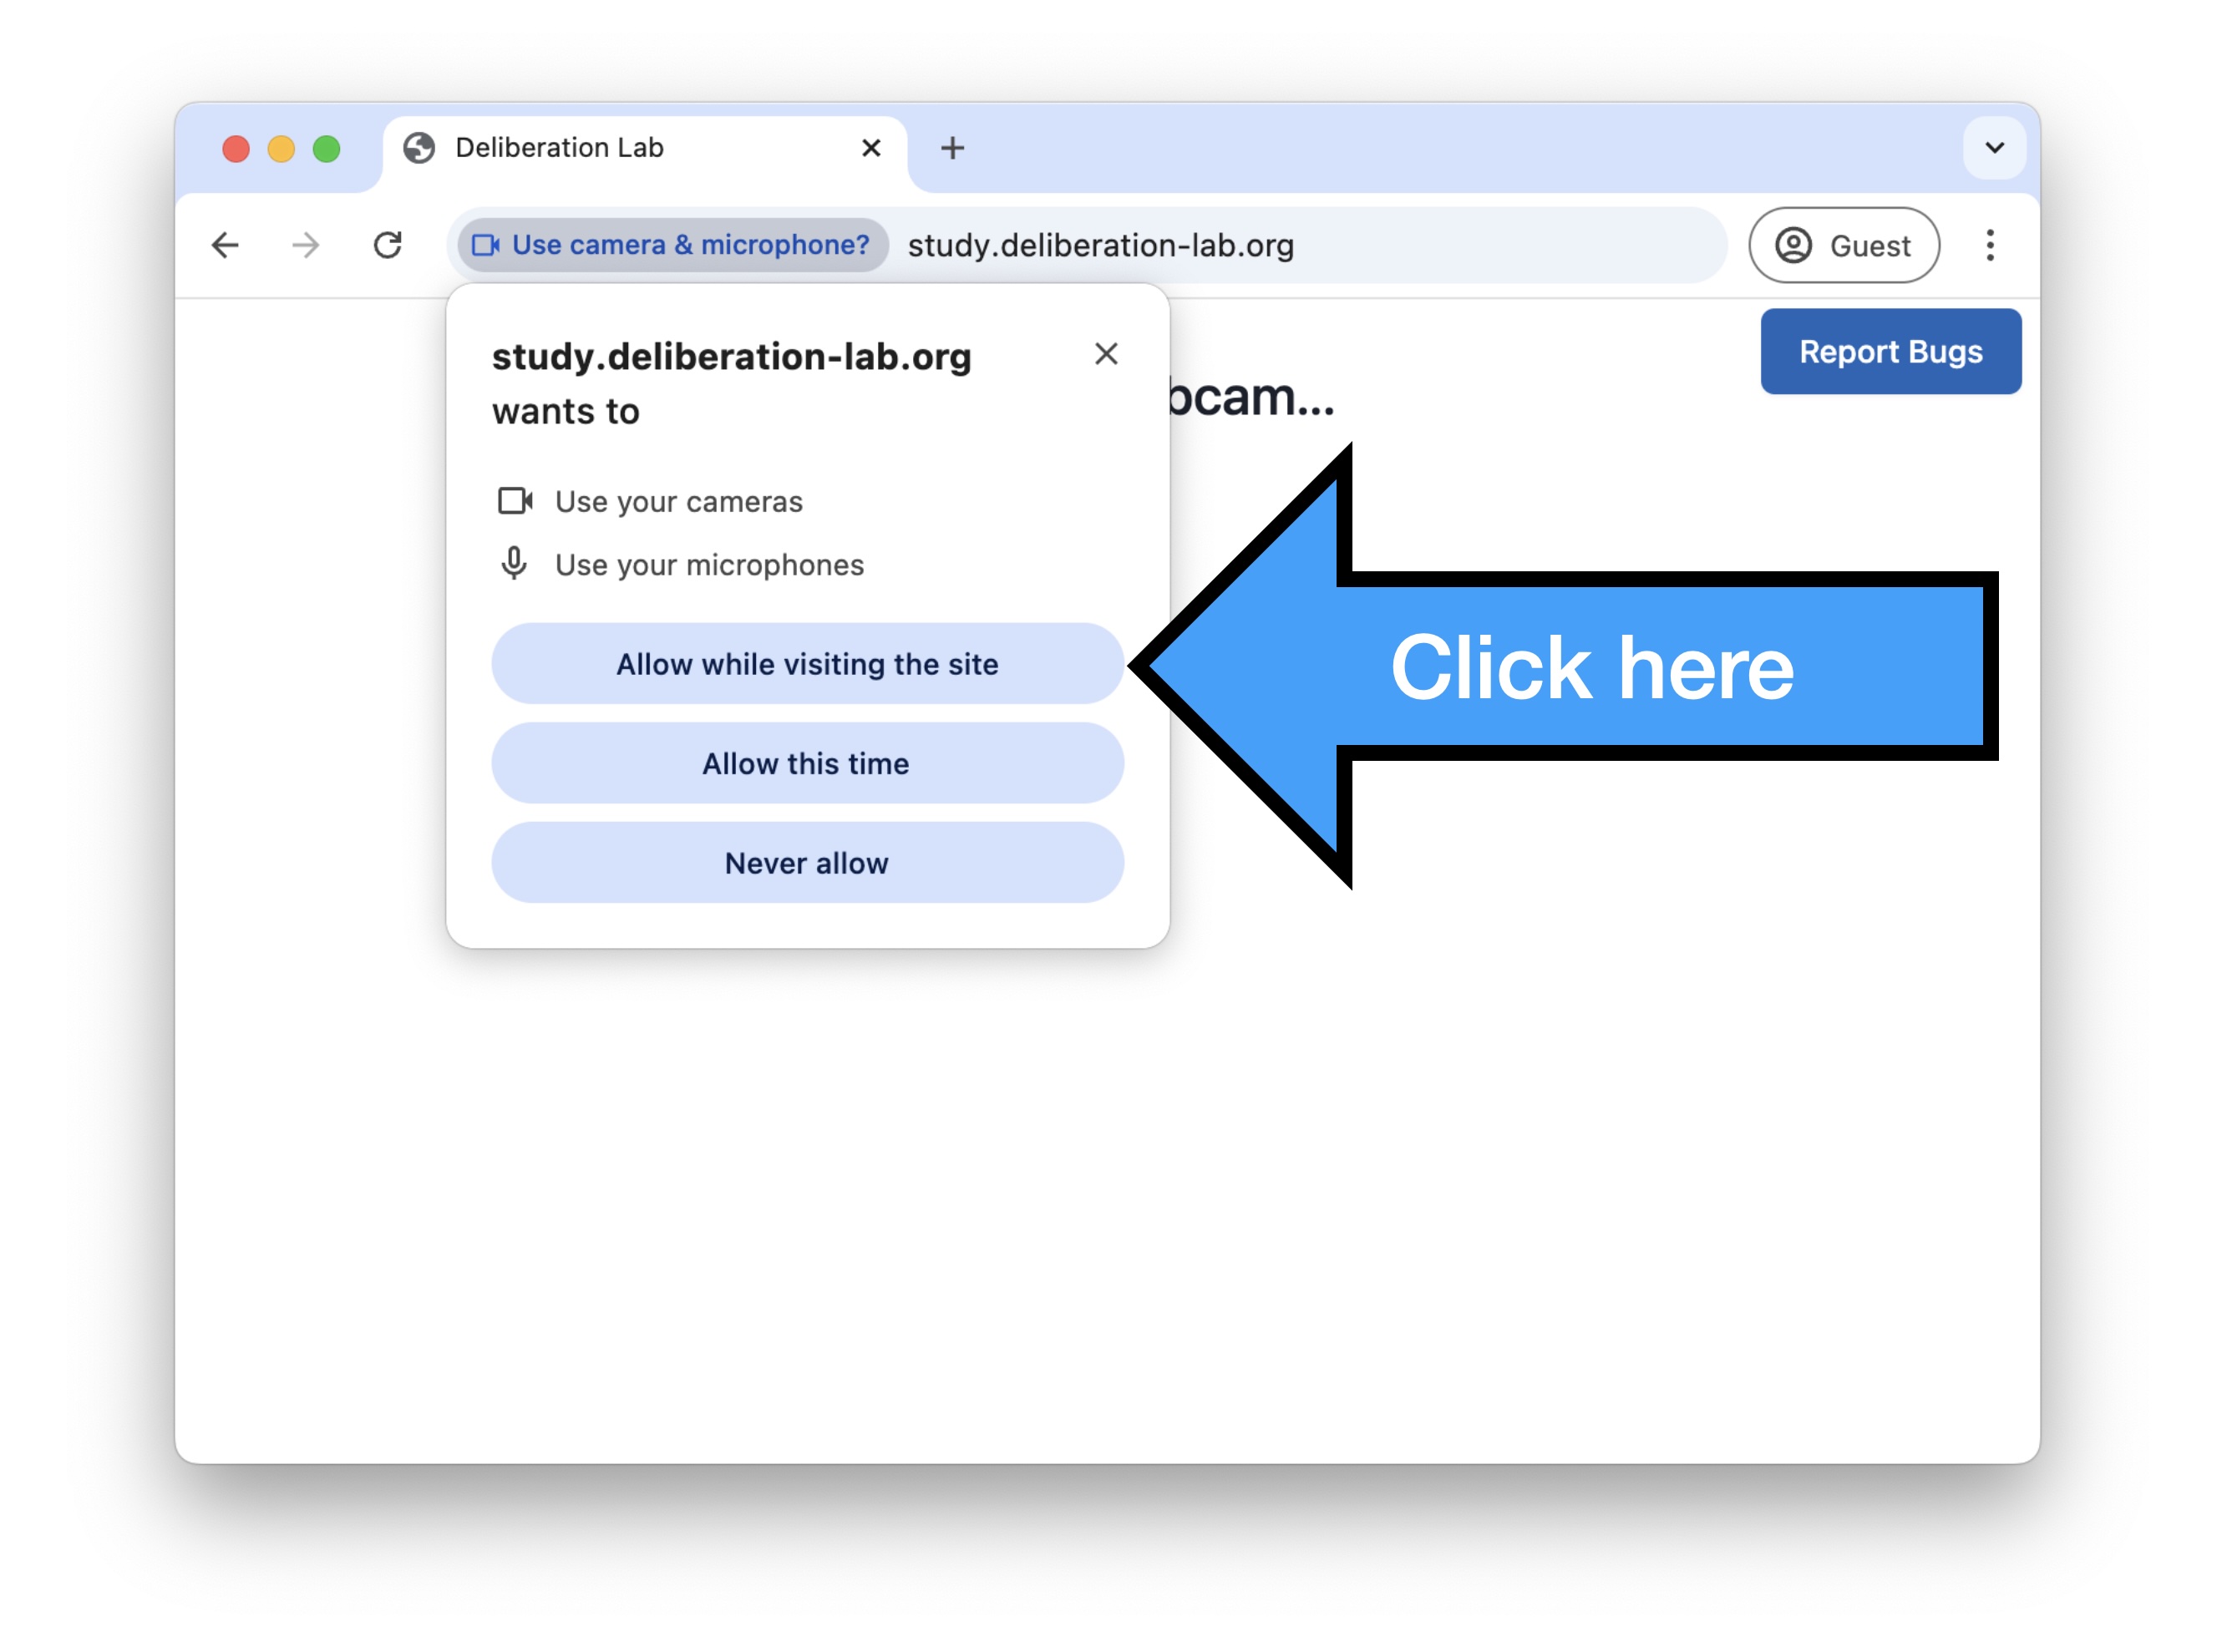 Deliberation Lab
Use camera & microphone? study.deliberation-lab.org
Guest
Report Bugs
study.deliberation-lab.org
wants to
bcam...
Use your cameras
Use your microphones
Allow while visiting the site
Click here
Allow this time
Never allow